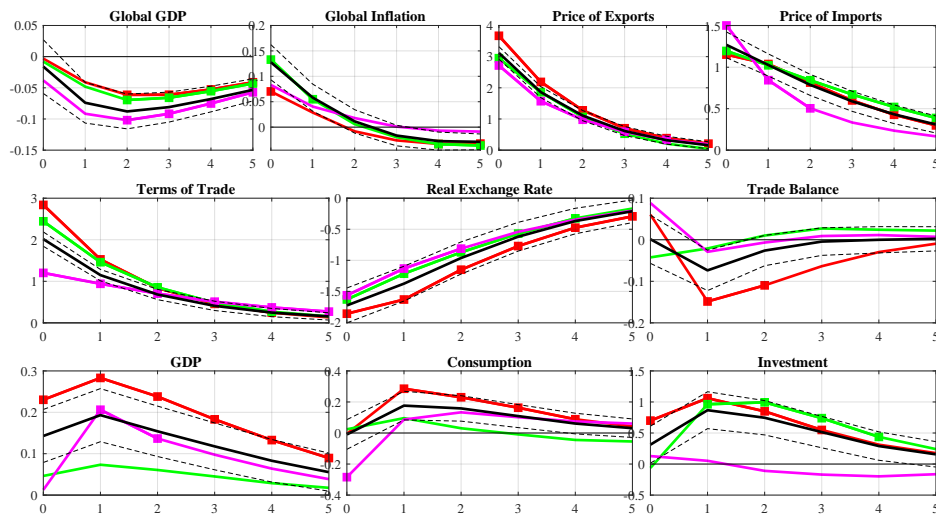 Global GDP
0.05
0
-0.05
-0.1
-0.15
0 1 2 3 4 5
Global Inflation
0.2
0.15
0.1
0.05
0
-0.05
0 1 2 3 4 5
Price of Exports
4
3
2
1
0
0 1 2 3 4 5
Price of Imports
1.5
1
0.5
0
0 1 2 3 4 5
Terms of Trade
3
2
1
0
0 1 2 3 4 5
Real Exchange Rate
0
-0.5
-1
-1.5
-2
0 1 2 3 4 5
Trade Balance
0.2
0.1
0
-0.1
-0.2
0 1 2 3 4 5
GDP
0.3
0.2
0.1
0
0 1 2 3 4 5
Consumption
0.4
0.2
0
-0.2
-0.4
0 1 2 3 4 5
Investment
1.5
1
0.5
0
-0.5
0 1 2 3 4 5